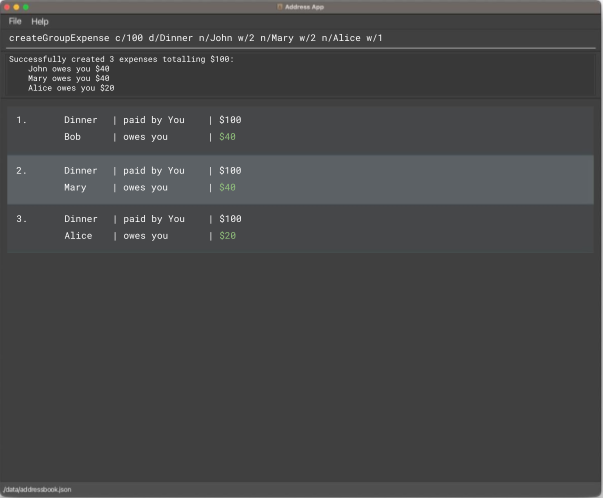 Address App
File Help
createGroupExpense c/100 d/Dinner n/John w/2 n/Mary w/2 n/Alice w/1
Successfully created 3 expenses totalling $100:
John owes you $40
Mary owes you $40
Alice owes you $20
1. Dinner | paid by You | $100
Bob | owes you | $40
2. Dinner | paid by You | $100
Mary | owes you | $40
3. Dinner | paid by You | $100
Alice | owes you | $20
./data/addressbook.json